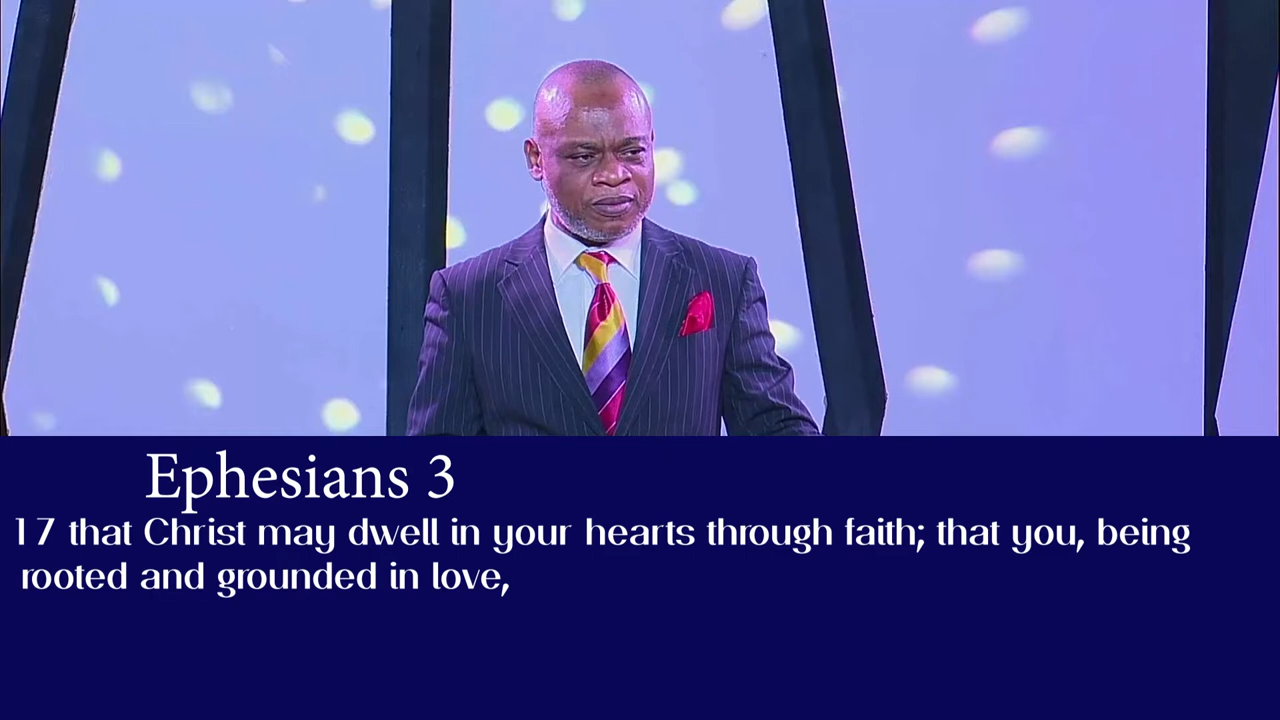 Ephesians 3
17 that Christ may dwell in your hearts through faith; that you, being
rooted and grounded in love,